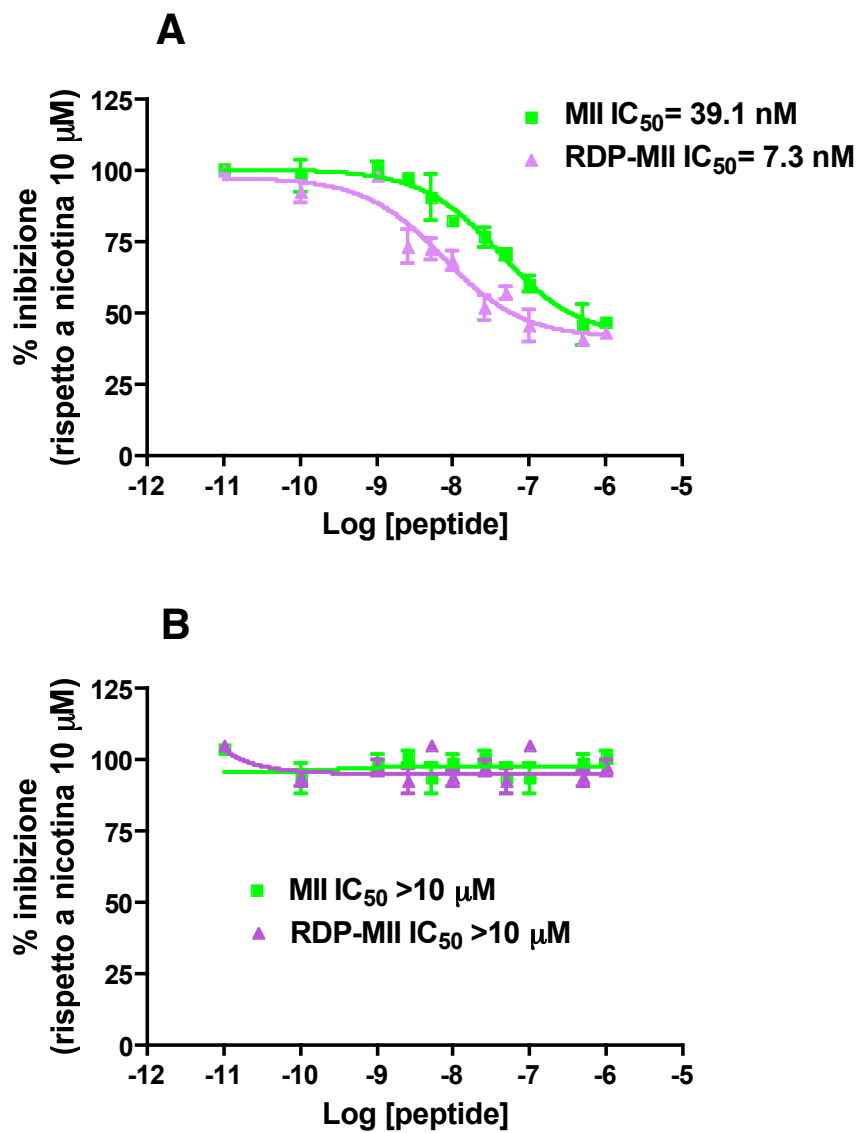 A
% inibizione
(rispetto a nicotina 10 μM)
125
100
75
50
25
0
MII IC50= 39.1 nM
RDP-MII IC50= 7.3 nM
-12 -11 -10 -9 -8 -7 -6 -5
Log [peptide]
B
% inibizione
(rispetto a nicotina 10 μM)
125
100
75
50
25
0
MII IC50 >10 μM
RDP-MII IC50 >10 μM
-12 -11 -10 -9 -8 -7 -6 -5
Log [peptide]